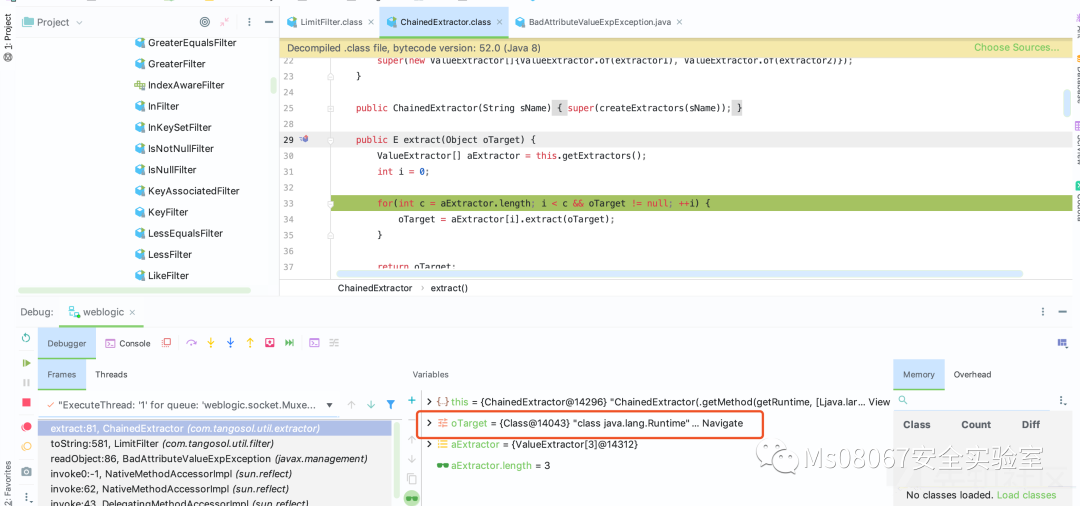 1: Project
Project
LimitFilter.class
ChainedExtractor.class
BadAttributeValueExpException.java
GreaterEqualsFilter
GreaterFilter
IndexAwareFilter
InFilter
InKeySetFilter
IsNotNullFilter
IsNullFilter
KeyAssociatedFilter
KeyFilter
LessEqualsFilter
LessFilter
LikeFilter
Decompiled .class file, bytecode version: 52.0 (Java 8)
Choose Sources...
22 super(new ValueExtractor[]{ValueExtractor.of(extractor1), ValueExtractor.of(extractor2)});
23 }
24
25 public ChainedExtractor(String sName) { super(createExtractors(sName)); }
28
29 public E extract(Object oTarget) {
30 ValueExtractor[] aExtractor = this.getExtractors();
31 int i = 0;
32
33 for(int c = aExtractor.length; i < c && oTarget != null; ++i) {
34 oTarget = aExtractor[i].extract(oTarget);
35 }
36
37 return oTarget;
ChainedExtractor › extract()
Debug:
weblogic
Debugger
Console
Frames
Threads
"ExecuteThread: '1' for queue: 'weblogic.socket.Muxe...
extract:81, ChainedExtractor (com.tangosol.util.extractor)
toString:581, LimitFilter (com.tangosol.util.filter)
readObject:86, BadAttributeValueExpException (javax.management)
invoke0:-1, NativeMethodAccessorImpl (sun.reflect)
invoke:62, NativeMethodAccessorImpl (sun.reflect)
invoke:43, DelegatingMethodAccessorImpl (sun.reflect)
Variables
this = {ChainedExtractor@14296} "ChainedExtractor(.getMethod(getRuntime, [Ljava.lar... View
oTarget = {Class@14043} "class java.lang.Runtime" ... Navigate
aExtractor = {ValueExtractor[3]@14312}
aExtractor.length = 3
Memory
Overhead
Class
Count
Diff
No classes loaded. Load classes
2: Favorites
Ms08067安全实验室